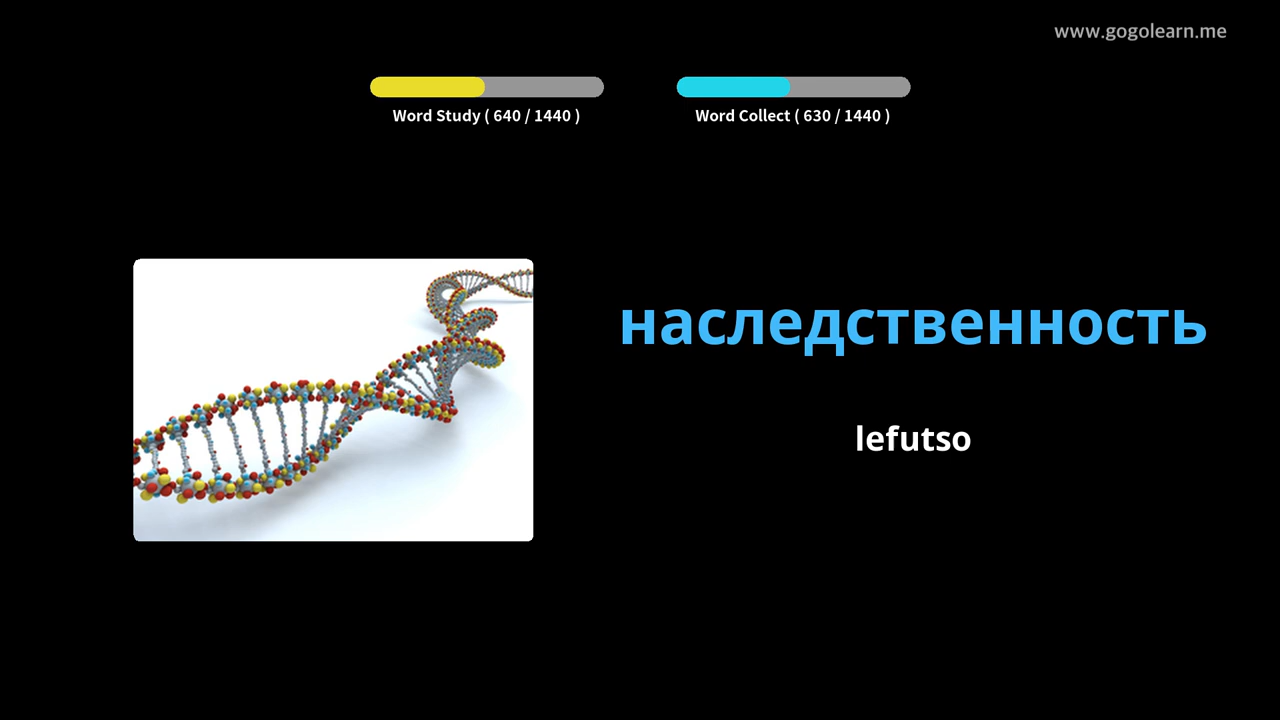 www.gogolearn.me
Word Study ( 640 / 1440 )
Word Collect ( 630 / 1440 )
наследственность
lefutso